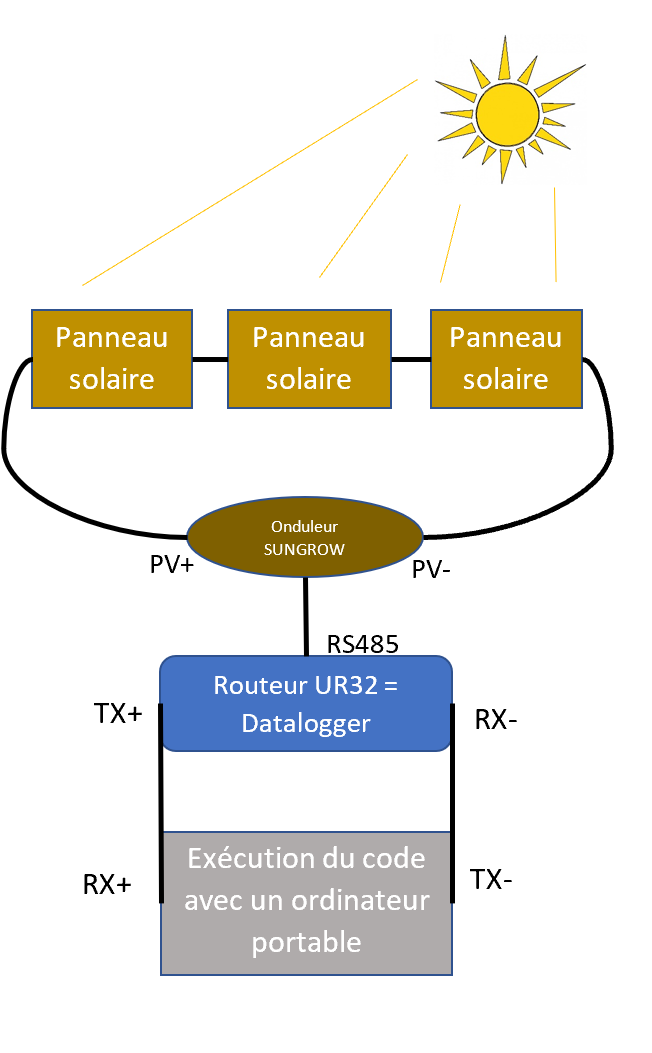 Panneau
solaire
Panneau
solaire
Panneau
solaire
Onduleur
SUNGROW
PV+
PV-
RS485
Routeur UR32 =
Datalogger
TX+
RX-
Exécution du code
avec un ordinateur
portable
RX+
TX-